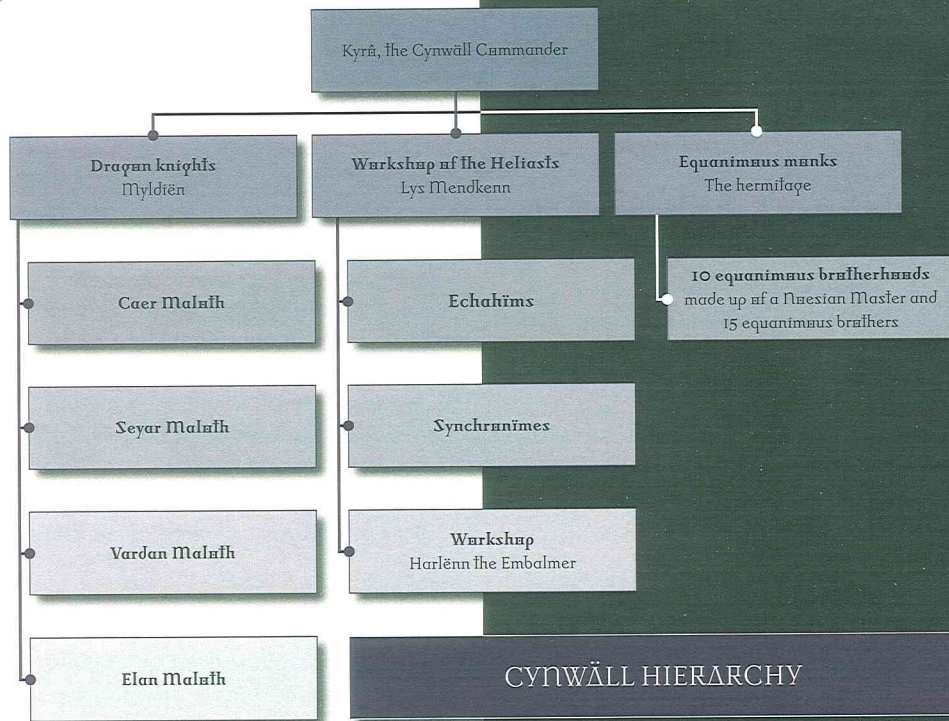 Kyrô, the Cynwäll Commander
Dragon knights
Myldiën
Workshop of the Heliasts
Lys Mendkenn
Equanimous monks
The hermitage
Caer Maloth
Seyar Maloth
Vardan Maloth
Elan Maloth
Echahïms
Synchronïmes
Workshop
Harlënn the Embalmer
10 equanimous brotherhoods
made up of a Noesian Master and
15 equanimous brothers
CYNWÄLL HIERARCHY